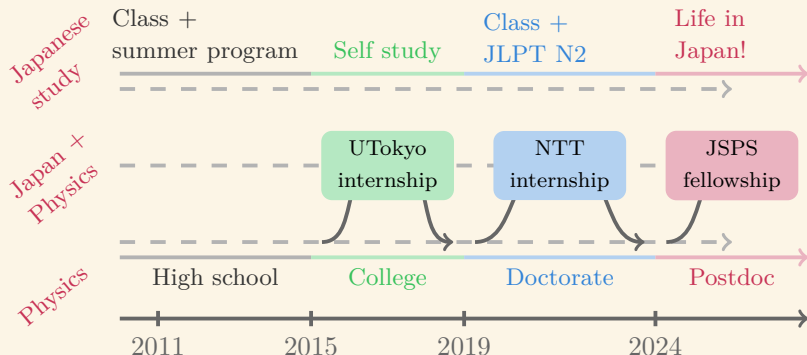 Japanese
study
Class +
summer program
Self study
Class +
JLPT N2
Life in
Japan!
Japan +
Physics
UTokyo
internship
NTT
internship
JSPS
fellowship
Physics
High school
College
Doctorate
Postdoc
2011
2015
2019
2024